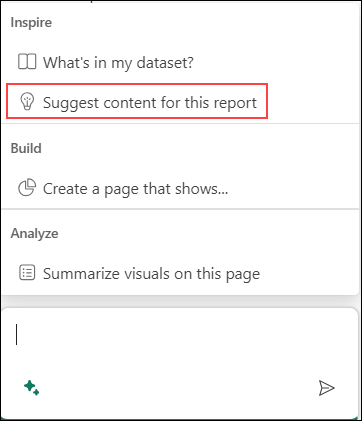 Inspire
What's in my dataset?
Suggest content for this report
Build
Create a page that shows...
Analyze
Summarize visuals on this page